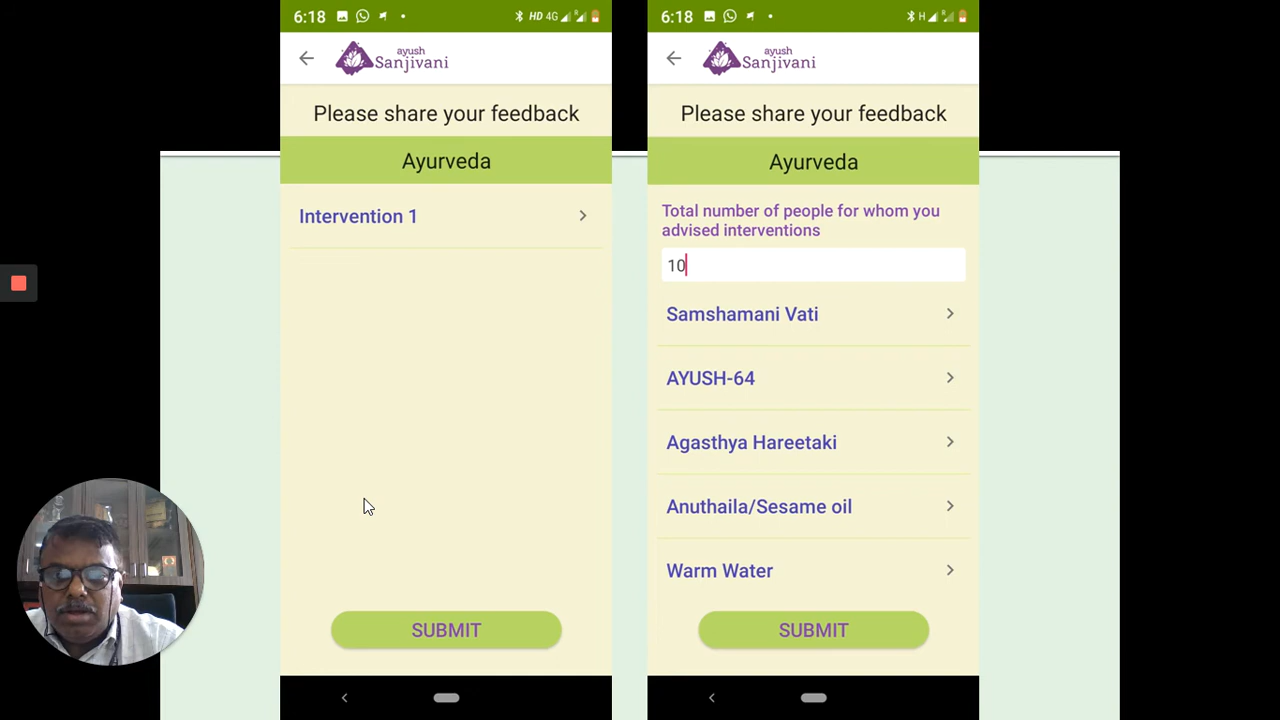 6:18
HD 4G R
ayush
Sanjivani
Please share your feedback
Ayurveda
Intervention 1
SUBMIT
6:18
H R
ayush
Sanjivani
Please share your feedback
Ayurveda
Total number of people for whom you
advised interventions
10
Samshamani Vati
AYUSH-64
Agasthya Hareetaki
Anuthaila/Sesame oil
Warm Water
SUBMIT